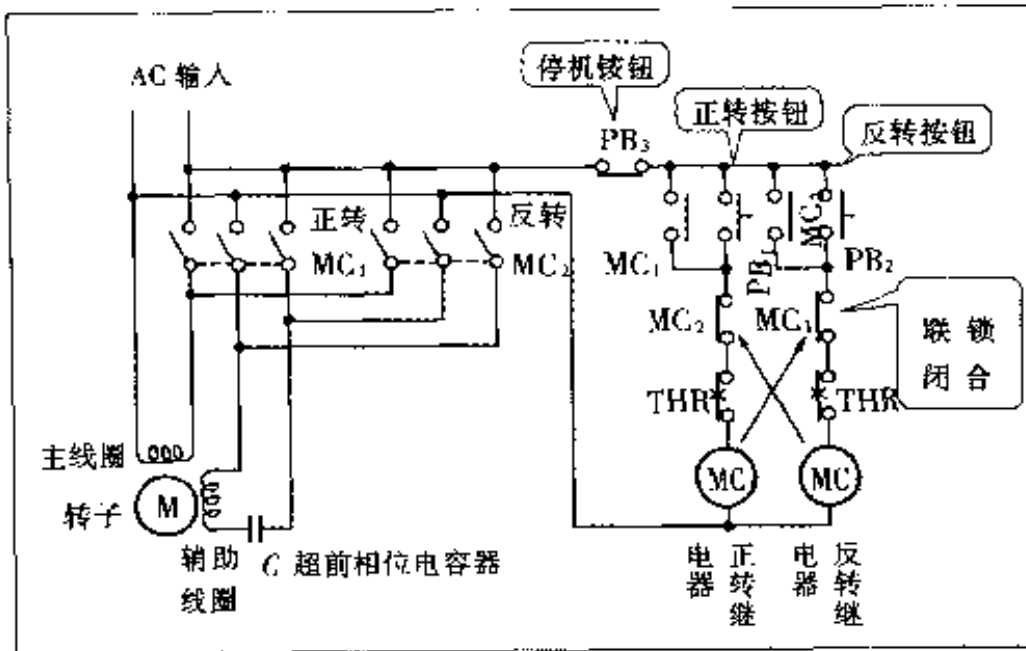 AC 输入
停机铵钮
正转按钮
反转按钮
PB₃
正转
反转
MC₁
MC₂
MC₁
PB₁
MC₂
PB₂
MC₂
MC₁
联锁
闭合
THR
THR
主线圈
转子
M
MC
MC
辅助
线圈
C 超前相位电容器
正转继
电器
反转继
电器